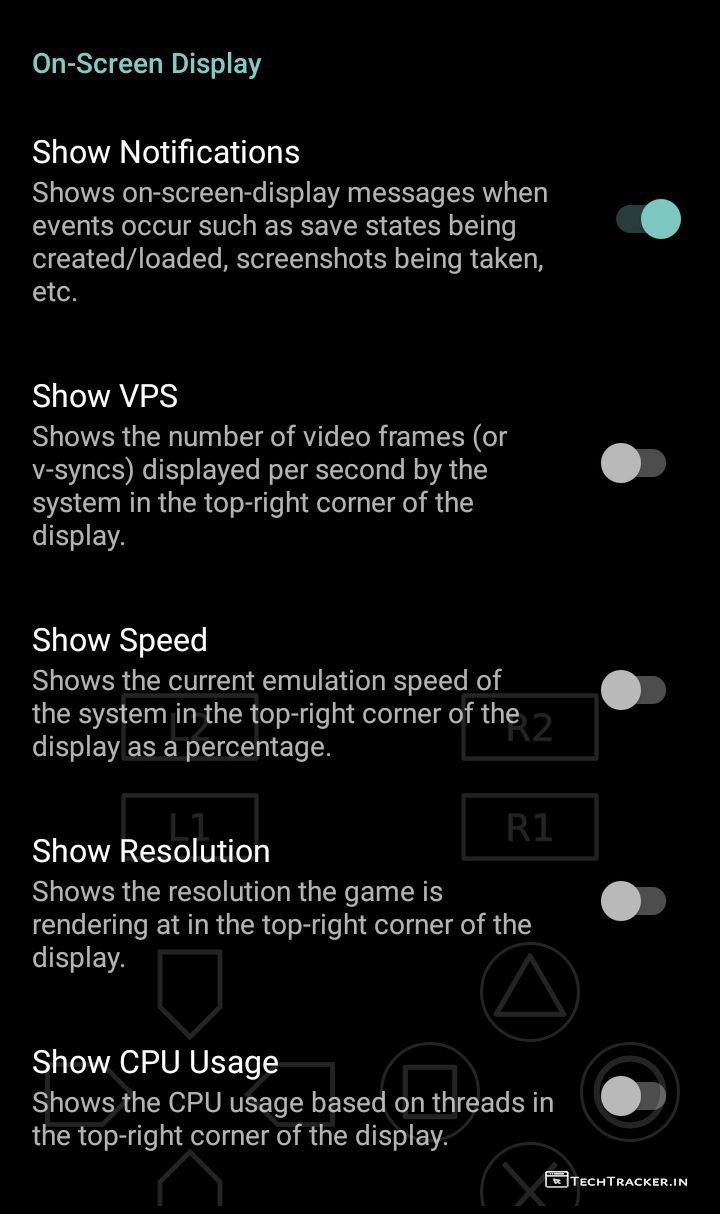 On-Screen Display
Show Notifications
Shows on-screen-display messages when
events occur such as save states being
created/loaded, screenshots being taken,
etc.
Show VPS
Shows the number of video frames (or
v-syncs) displayed per second by the
system in the top-right corner of the
display.
Show Speed
Shows the current emulation speed of
the system in the top-right corner of the
display as a percentage.
L2
R2
L1
R1
Show Resolution
Shows the resolution the game is
rendering at in the top-right corner of the
display.
Show CPU Usage
Shows the CPU usage based on threads in
the top-right corner of the display.
TECHTRACKER.IN